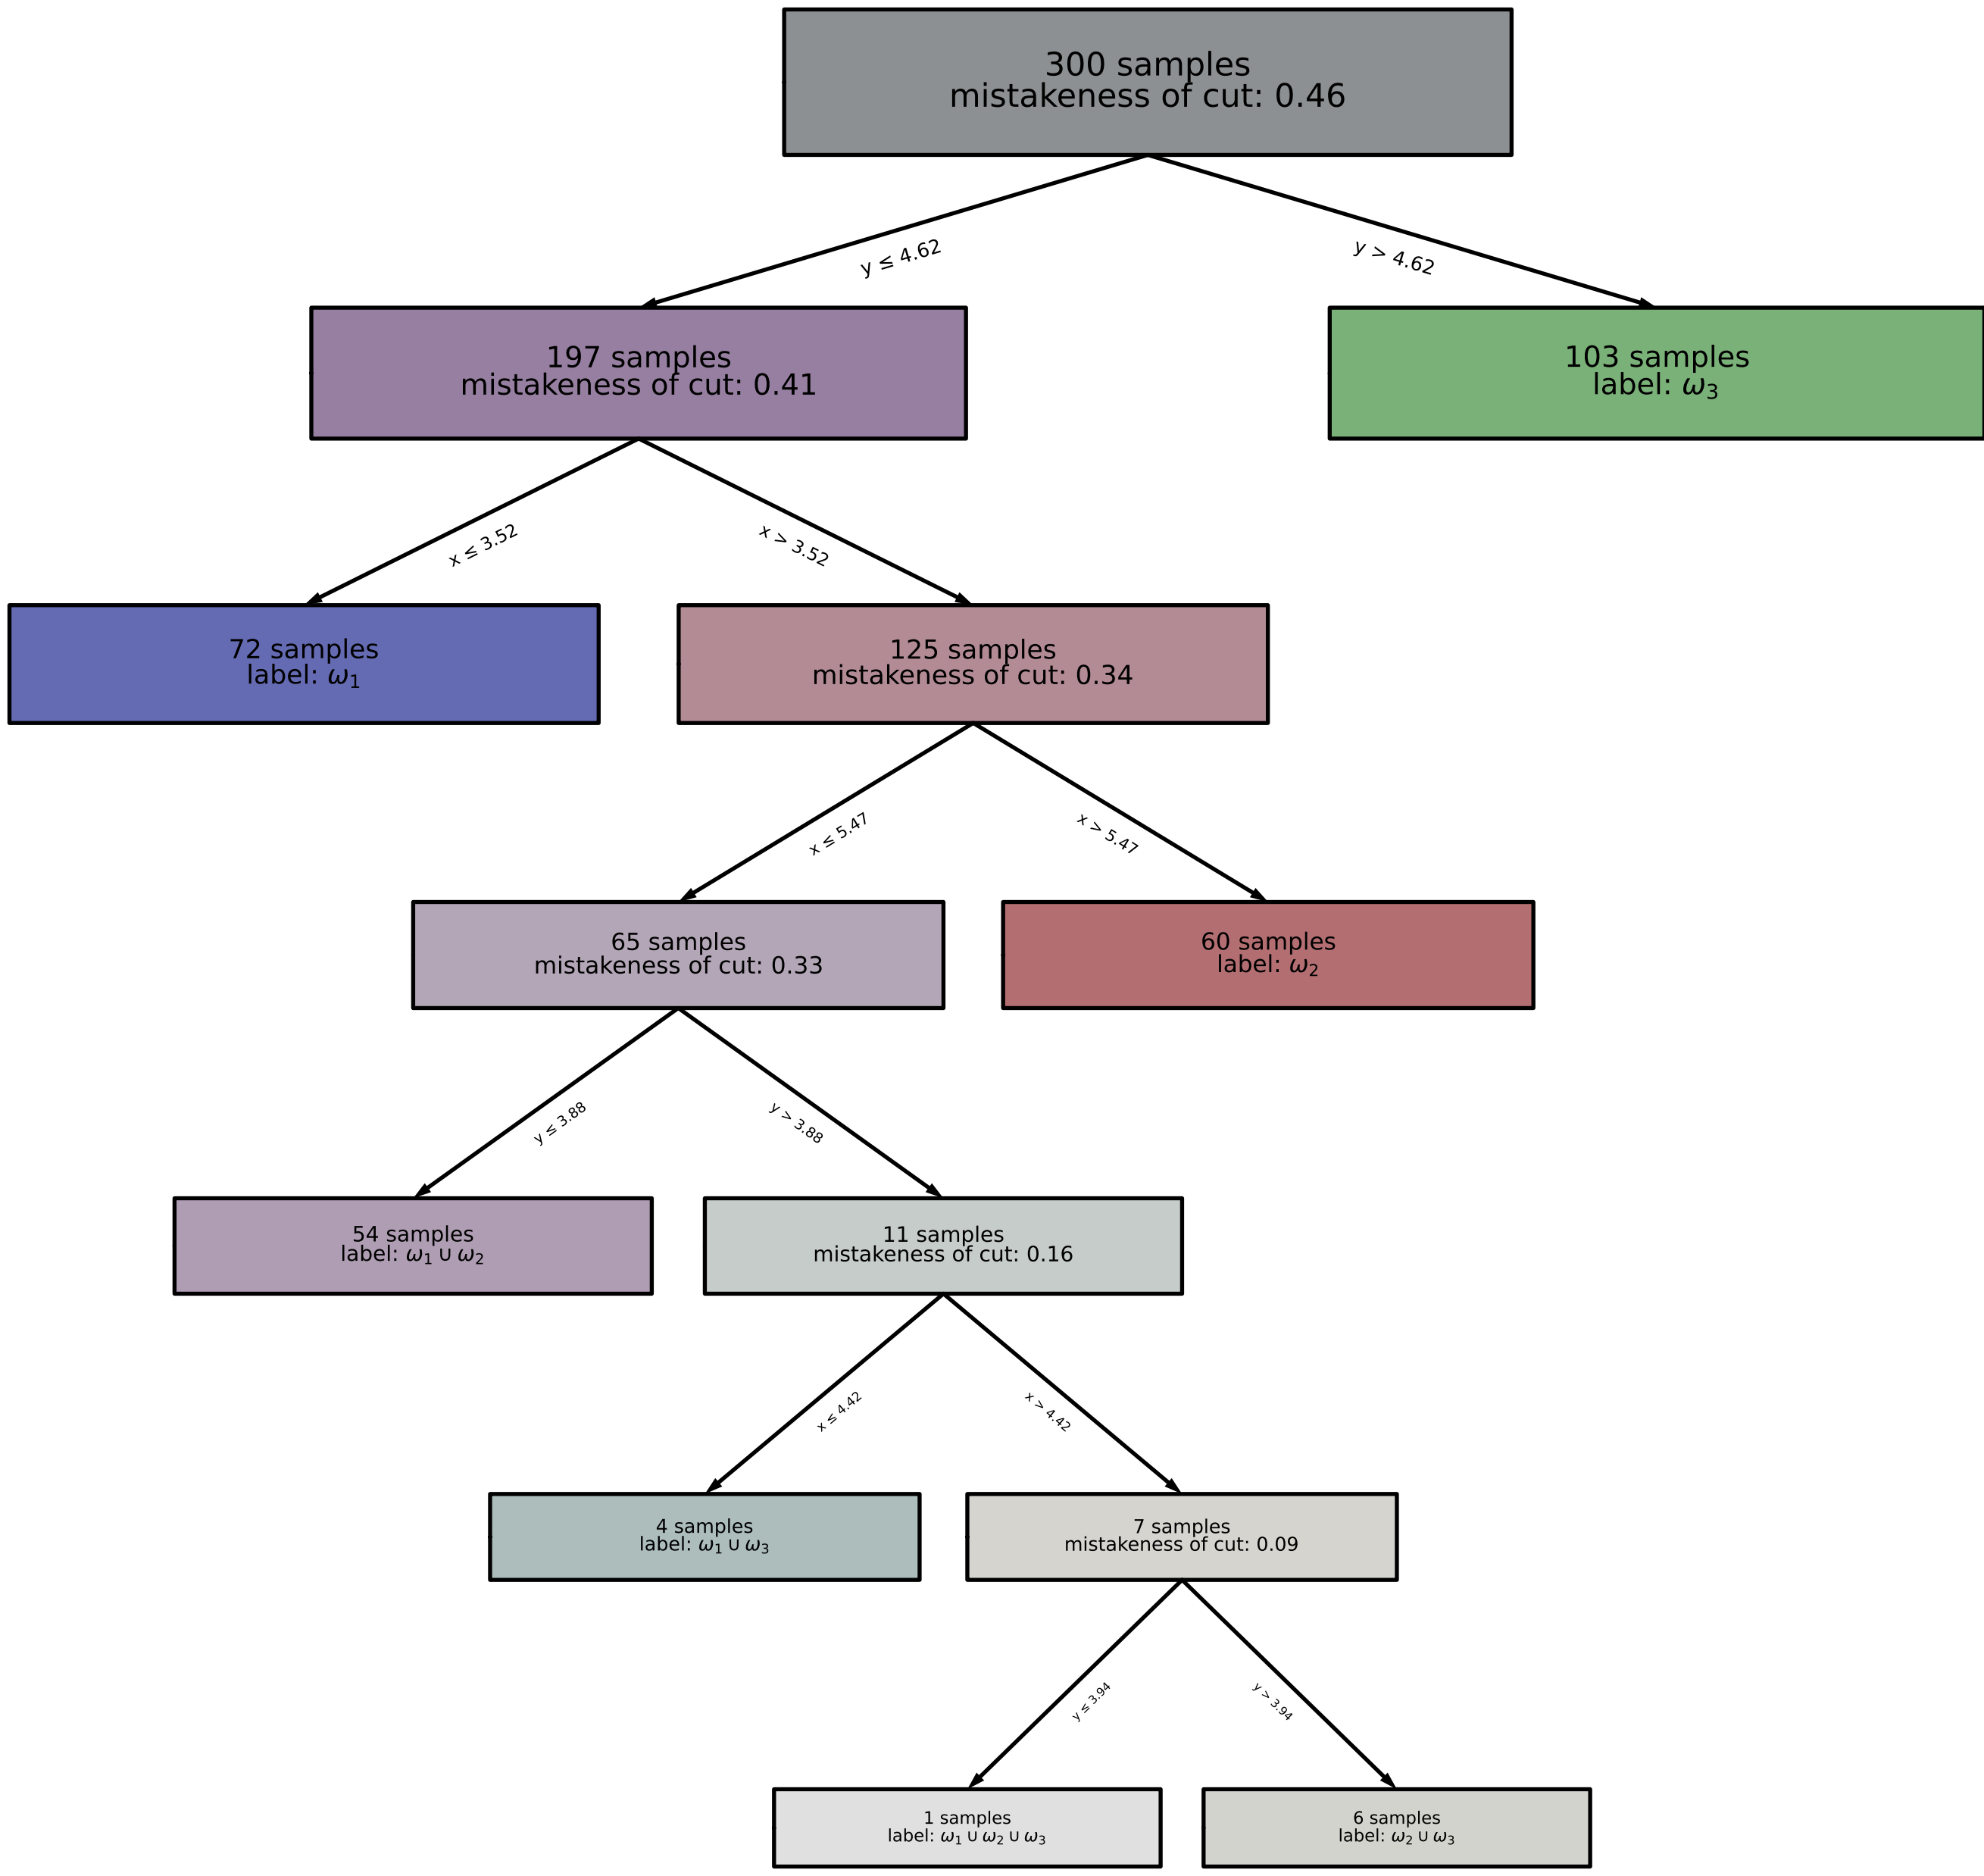 300 samples
mistakeness of cut: 0.46
y ≤ 4.62
y > 4.62
197 samples
mistakeness of cut: 0.41
103 samples
label: ω₃
x ≤ 3.52
x > 3.52
72 samples
label: ω₁
125 samples
mistakeness of cut: 0.34
x ≤ 5.47
x > 5.47
65 samples
mistakeness of cut: 0.33
60 samples
label: ω₂
y ≤ 3.88
y > 3.88
54 samples
label: ω₁ ∪ ω₂
11 samples
mistakeness of cut: 0.16
x ≤ 4.42
x > 4.42
4 samples
label: ω₁ ∪ ω₃
7 samples
mistakeness of cut: 0.09
y ≤ 3.94
y > 3.94
1 samples
label: ω₁ ∪ ω₂ ∪ ω₃
6 samples
label: ω₂ ∪ ω₃